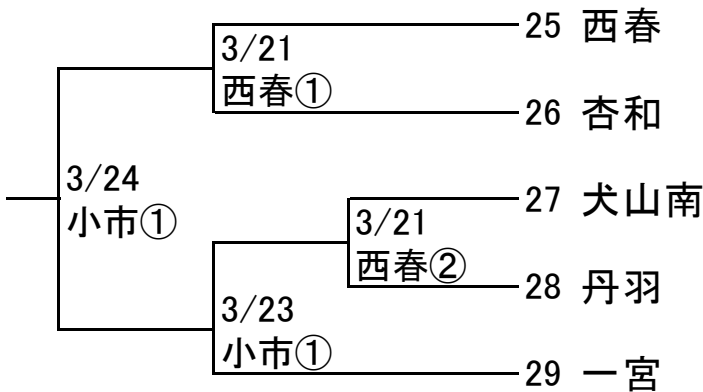 25 西春
3/21
西春①
26 杏和
3/24
小市①
27 犬山南
3/21
西春②
28 丹羽
3/23
小市①
29 一宮